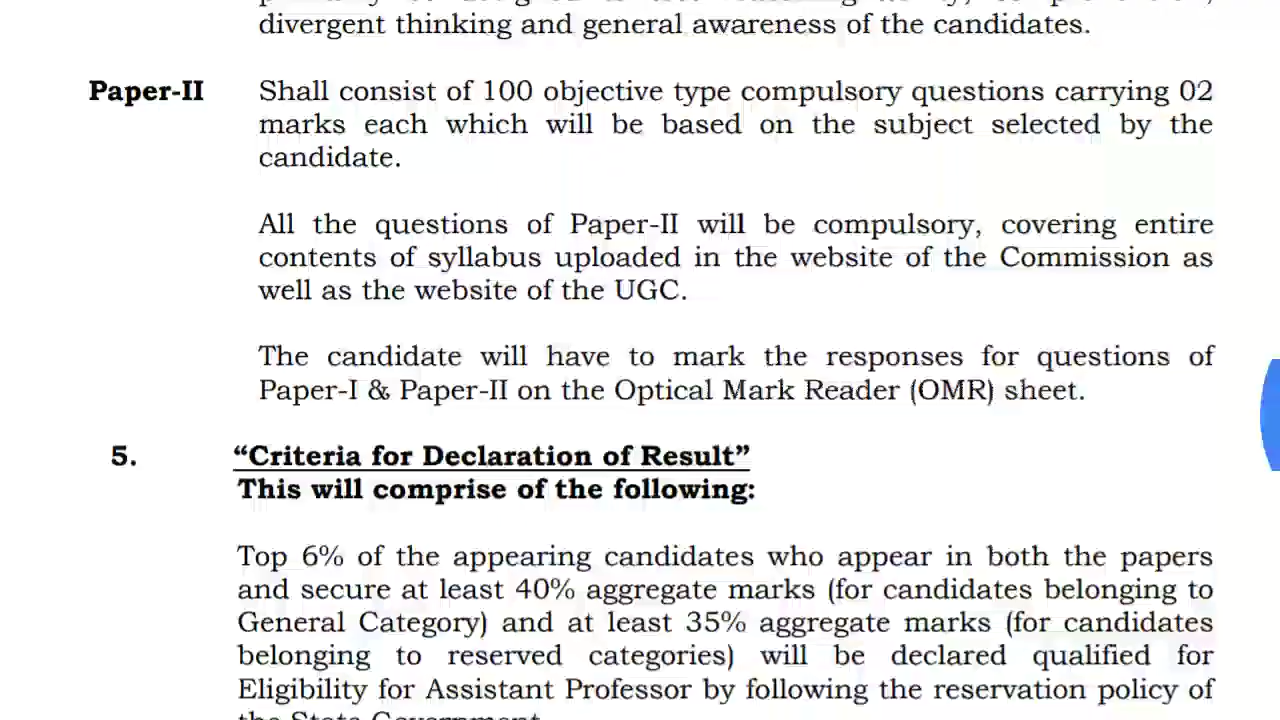 divergent thinking and general awareness of the candidates.
Paper-II Shall consist of 100 objective type compulsory questions carrying 02
marks each which will be based on the subject selected by the
candidate.
All the questions of Paper-II will be compulsory, covering entire
contents of syllabus uploaded in the website of the Commission as
well as the website of the UGC.
The candidate will have to mark the responses for questions of
Paper-I & Paper-II on the Optical Mark Reader (OMR) sheet.
5. “Criteria for Declaration of Result”
This will comprise of the following:
Top 6% of the appearing candidates who appear in both the papers
and secure at least 40% aggregate marks (for candidates belonging to
General Category) and at least 35% aggregate marks (for candidates
belonging to reserved categories) will be declared qualified for
Eligibility for Assistant Professor by following the reservation policy of
the State Government.